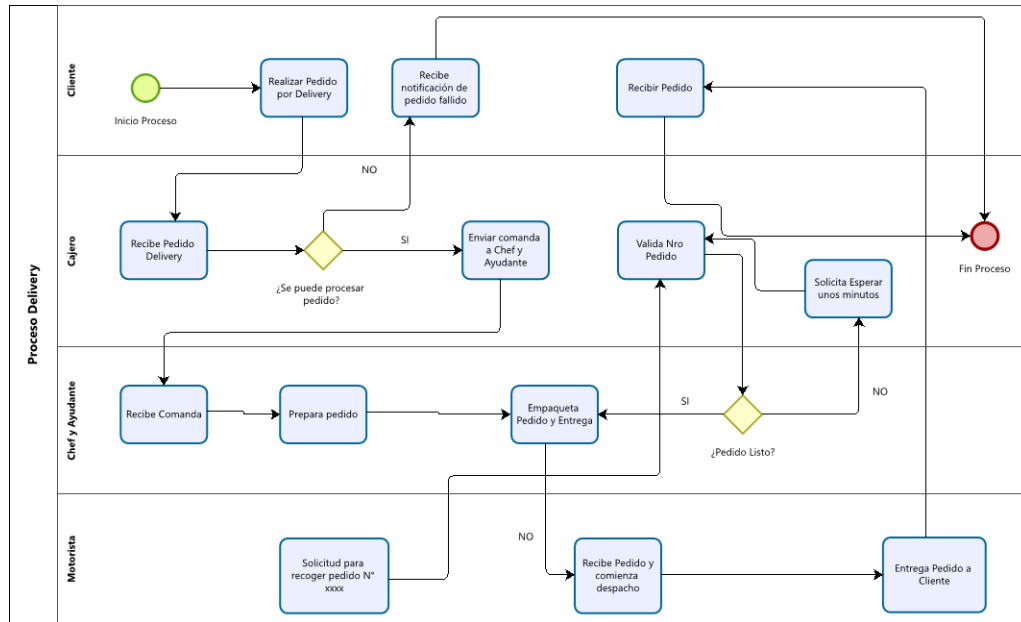 Proceso Delivery
Cliente
Inicio Proceso
Realizar Pedido
por Delivery
Recibe
notificación de
pedido fallido
Recibir Pedido
NO
Cajero
Recibe Pedido
Delivery
¿Se puede procesar
pedido?
SI
Enviar comanda
a Chef y
Ayudante
Valida Nro
Pedido
Solicita Esperar
unos minutos
Fin Proceso
Chef y Ayudante
Recibe Comanda
Prepara pedido
Empaqueta
Pedido y Entrega
SI
¿Pedido Listo?
NO
Motorista
Solicitud para
recoger pedido N°
xxxx
NO
Recibe Pedido y
comienza
despacho
Entrega Pedido a
Cliente